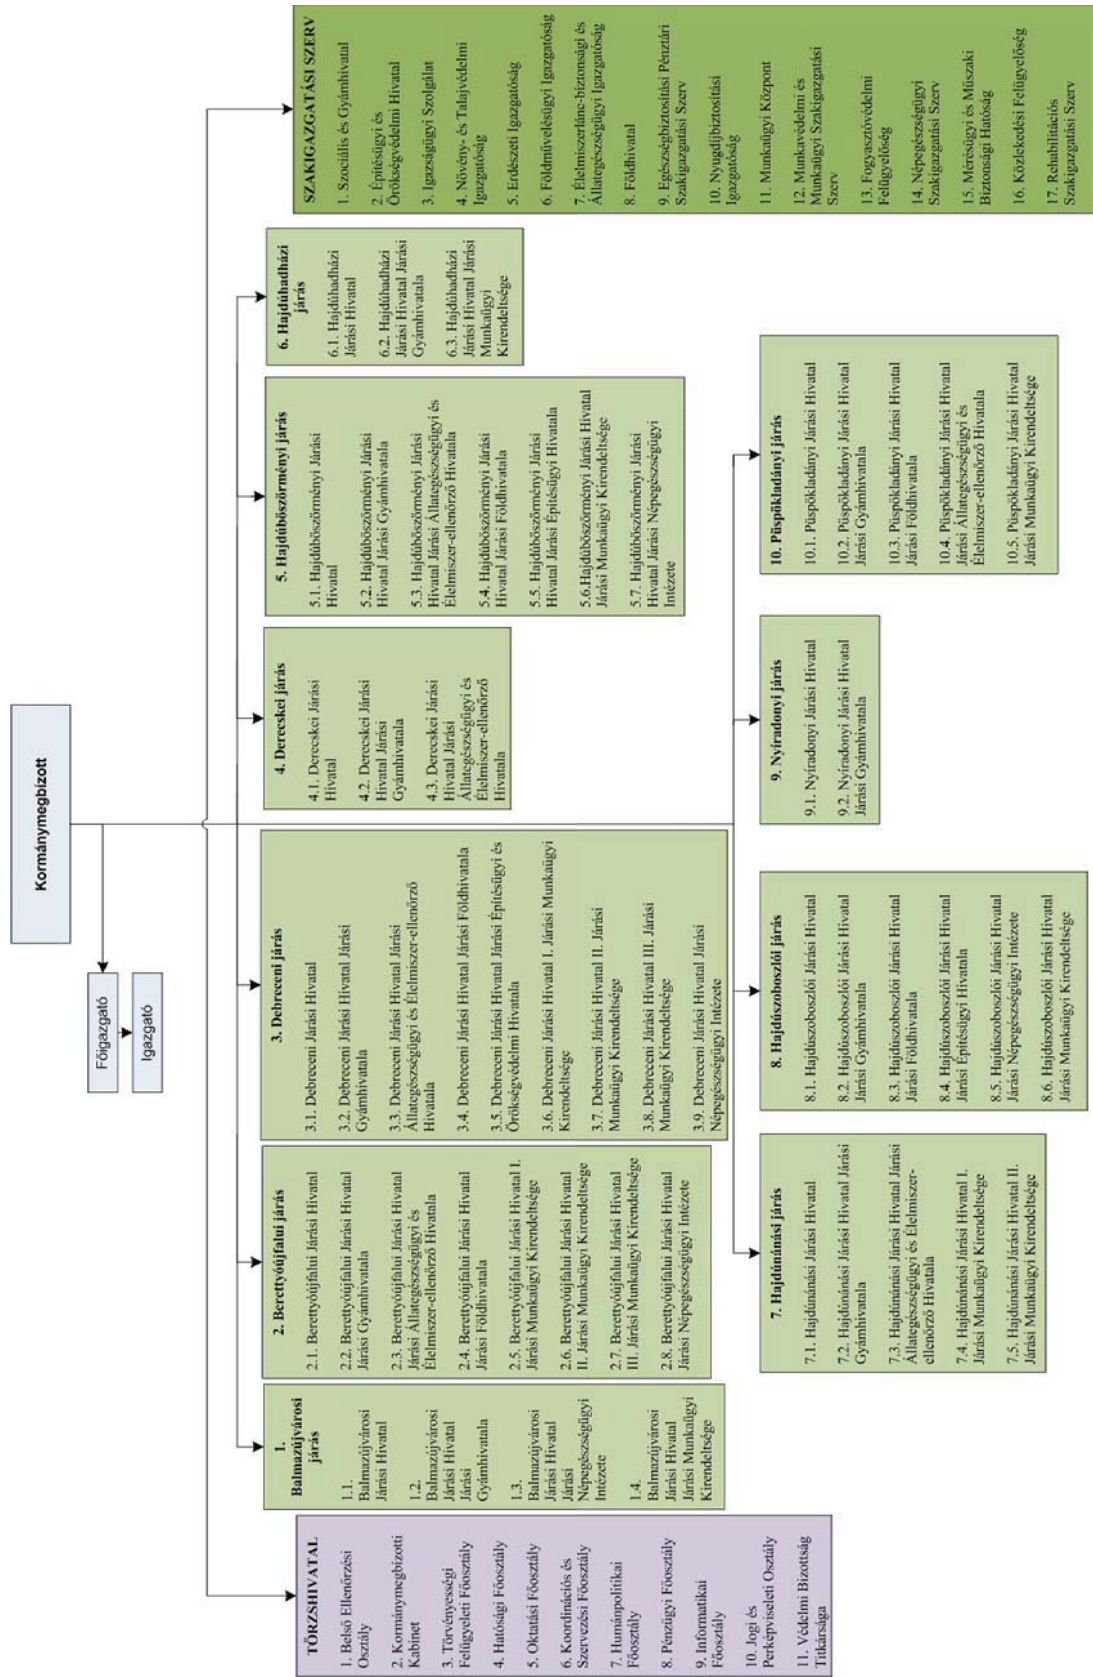 Kormánymegbízott
Főigazgató
Igazgató
TÖRZSHIVATAL
1. Belső Ellenőrzési
Osztály
2. Kormánymegbízotti
Kabinet
3. Törvényességi
Felügyeleti Főosztály
4. Hatósági Főosztály
5. Oktatási Főosztály
6. Koordinációs és
Szervezési Főosztály
7. Humánpolitikai
Főosztály
8. Pénzügyi Főosztály
9. Informatikai
Főosztály
10. Jogi és
Perképviseleti Osztály
11. Védelmi Bizottság
Titkársága
1.
Balmazújvárosi
járás
1.1.
Balmazújvárosi
Járási Hivatal
1.2.
Balmazújvárosi
Járási Hivatal
Járási
Gyámhivatala
1.3.
Balmazújvárosi
Járási Hivatal
Járási
Népegészségügyi
Intézete
1.4.
Balmazújvárosi
Járási Hivatal
Járási Munkaügyi
Kirendeltsége
2. Berettyóújfalui járás
2.1. Berettyóújfalui Járási Hivatal
2.2. Berettyóújfalui Járási Hivatal
Járási Gyámhivatala
2.3. Berettyóújfalui Járási Hivatal
Járási Állategészségügyi és
Élelmiszer-ellenőrző Hivatala
2.4. Berettyóújfalui Járási Hivatal
Járási Földhivatala
2.5. Berettyóújfalui Járási Hivatal I.
Járási Munkaügyi Kirendeltsége
2.6. Berettyóújfalui Járási Hivatal
II. Járási Munkaügyi Kirendeltsége
2.7. Berettyóújfalui Járási Hivatal
III. Járási Munkaügyi Kirendeltsége
2.8. Berettyóújfalui Járási Hivatal
Járási Népegészségügyi Intézete
3. Debreceni járás
3.1. Debreceni Járási Hivatal
3.2. Debreceni Járási Hivatal Járási
Gyámhivatala
3.3. Debreceni Járási Hivatal Járási
Állategészségügyi és Élelmiszer-ellenőrző
Hivatala
3.4. Debreceni Járási Hivatal Járási Földhivatala
3.5. Debreceni Járási Hivatal Járási Építésügyi és
Örökségvédelmi Hivatala
3.6. Debreceni Járási Hivatal I. Járási Munkaügyi
Kirendeltsége
3.7. Debreceni Járási Hivatal II. Járási
Munkaügyi Kirendeltsége
3.8. Debreceni Járási Hivatal III. Járási
Munkaügyi Kirendeltsége
3.9. Debreceni Járási Hivatal Járási
Népegészségügyi Intézete
4. Derecskei járás
4.1. Derecskei Járási
Hivatal
4.2. Derecskei Járási
Hivatal Járási
Gyámhivatala
4.3. Derecskei Járási
Hivatal Járási
Állategészségügyi és
Élelmiszer-ellenőrző
Hivatala
5. Hajdúböszörményi járás
5.1. Hajdúböszörményi Járási
Hivatal
5.2. Hajdúböszörményi Járási
Hivatal Járási Gyámhivatala
5.3. Hajdúböszörményi Járási
Hivatal Járási Állategészségügyi és
Élelmiszer-ellenőrző Hivatala
5.4. Hajdúböszörményi Járási
Hivatal Járási Földhivatala
5.5. Hajdúböszörményi Járási
Hivatal Járási Építésügyi Hivatala
5.6.Hajdúböszörményi Járási Hivatal
Járási Munkaügyi Kirendeltsége
5.7. Hajdúböszörményi Járási
Hivatal Járási Népegészségügyi
Intézete
6. Hajdúhadházi
járás
6.1. Hajdúhadházi
Járási Hivatal
6.2. Hajdúhadházi
Járási Hivatal Járási
Gyámhivatala
6.3. Hajdúhadházi
Járási Hivatal Járási
Munkaügyi
Kirendeltsége
SZAKIGAZGATÁSI SZERV
1. Szociális és Gyámhivatal
2. Építésügyi és
Örökségvédelmi Hivatal
3. Igazságügyi Szolgálat
4. Növény- és Talajvédelmi
Igazgatóság
5. Erdészeti Igazgatóság
6. Földművelésügyi Igazgatóság
7. Élelmiszerlánc-biztonsági és
Állategészségügyi Igazgatóság
8. Földhivatal
9. Egészségbiztosítási Pénztári
Szakigazgatási Szerv
10. Nyugdíjbiztosítási
Igazgatóság
11. Munkaügyi Központ
12. Munkavédelmi és
Munkaügyi Szakigazgatási
Szerv
13. Fogyasztóvédelmi
Felügyelőség
14. Népegészségügyi
Szakigazgatási Szerv
15. Mérésügyi és Műszaki
Biztonsági Hatóság
16. Közlekedési Felügyelőség
17. Rehabilitációs
Szakigazgatási Szerv
7. Hajdúnánási járás
7.1. Hajdúnánási Járási Hivatal
7.2. Hajdúnánási Járási Hivatal Járási
Gyámhivatala
7.3. Hajdúnánási Járási Hivatal Járási
Állategészségügyi és Élelmiszer-
ellenőrző Hivatala
7.4. Hajdúnánási Járási Hivatal I.
Járási Munkaügyi Kirendeltsége
7.5. Hajdúnánási Járási Hivatal II.
Járási Munkaügyi Kirendeltsége
8. Hajdúszoboszlói járás
8.1. Hajdúszoboszlói Járási Hivatal
8.2. Hajdúszoboszlói Járási Hivatal
Járási Gyámhivatala
8.3. Hajdúszoboszlói Járási Hivatal
Járási Földhivatala
8.4. Hajdúszoboszlói Járási Hivatal
Járási Építésügyi Hivatala
8.5. Hajdúszoboszlói Járási Hivatal
Járási Népegészségügyi Intézete
8.6. Hajdúszoboszlói Járási Hivatal
Járási Munkaügyi Kirendeltsége
9. Nyíradonyi járás
9.1. Nyíradonyi Járási Hivatal
9.2. Nyíradonyi Járási Hivatal
Járási Gyámhivatala
10. Püspökladányi járás
10.1. Püspökladányi Járási Hivatal
10.2. Püspökladányi Járási Hivatal
Járási Gyámhivatala
10.3. Püspökladányi Járási Hivatal
Járási Földhivatala
10.4. Püspökladányi Járási Hivatal
Járási Állategészségügyi és
Élelmiszer-ellenőrző Hivatala
10.5. Püspökladányi Járási Hivatal
Járási Munkaügyi Kirendeltsége